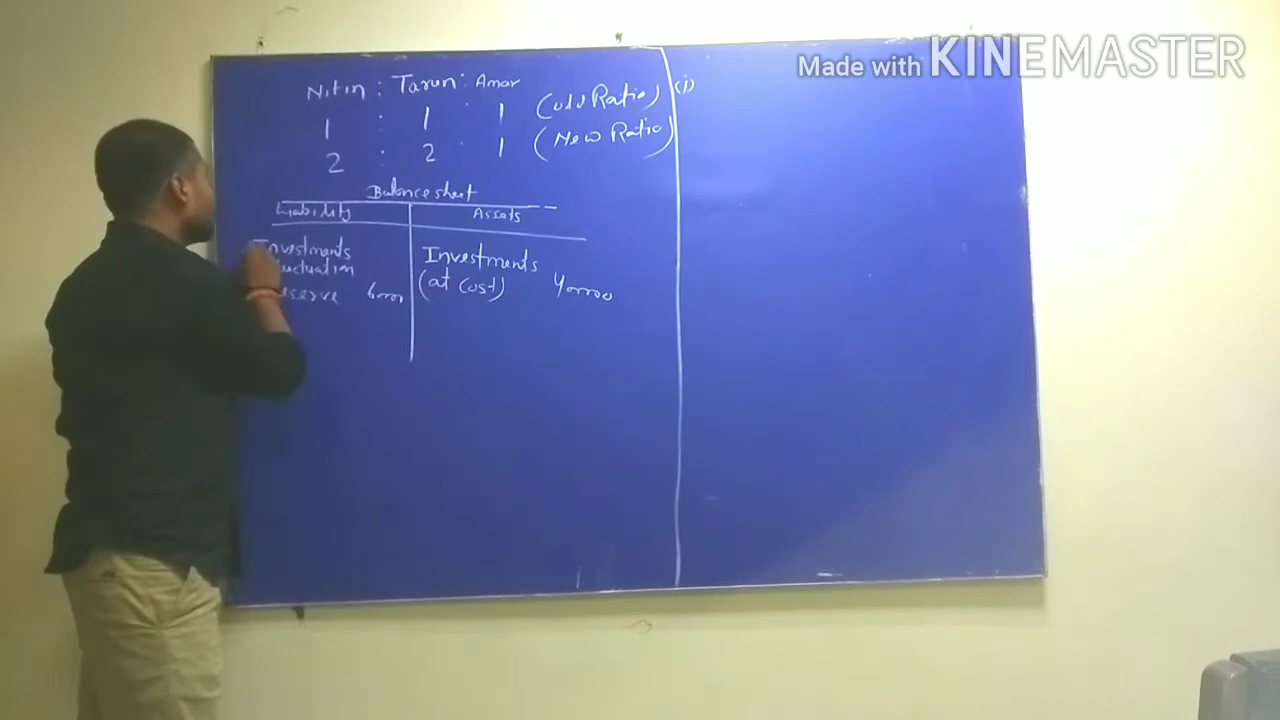 Made with KINEMASTER
Nitin : Tarun : Amar
1 : 1 1 (old Ratio) (i)
2 : 2 1 (New Ratio)
Balance sheet
Liability Assets
Investments Investments
Reserve (at cost)